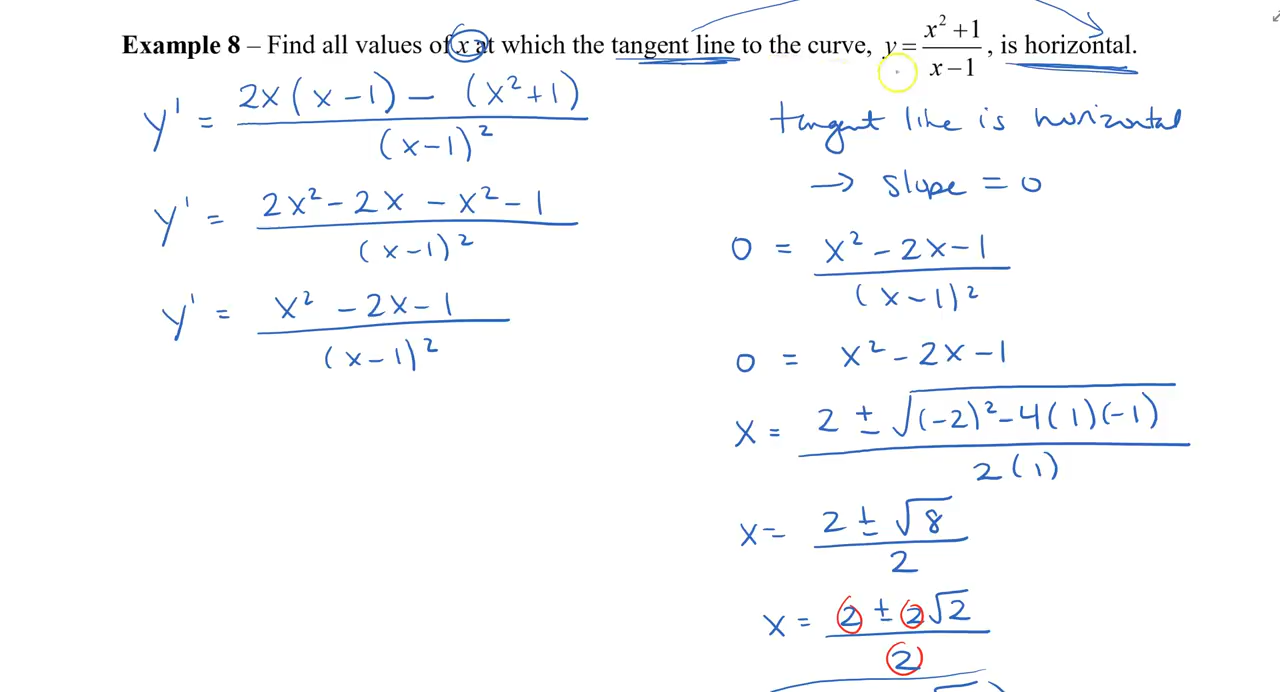 Example 8 – Find all values of x at which the tangent line to the curve, y = (x² + 1)/(x − 1), is horizontal.
y' = (2x(x − 1) − (x² + 1))/(x − 1)²
y' = (2x² − 2x − x² − 1)/(x − 1)²
y' = (x² − 2x − 1)/(x − 1)²
tangent like is horizontal
→ slope = 0
0 = (x² − 2x − 1)/(x − 1)²
0 = x² − 2x − 1
x = (2 ± √((-2)² − 4(1)(-1)))/(2(1))
x = (2 ± √8)/2
x = (2 ± 2√2)/2